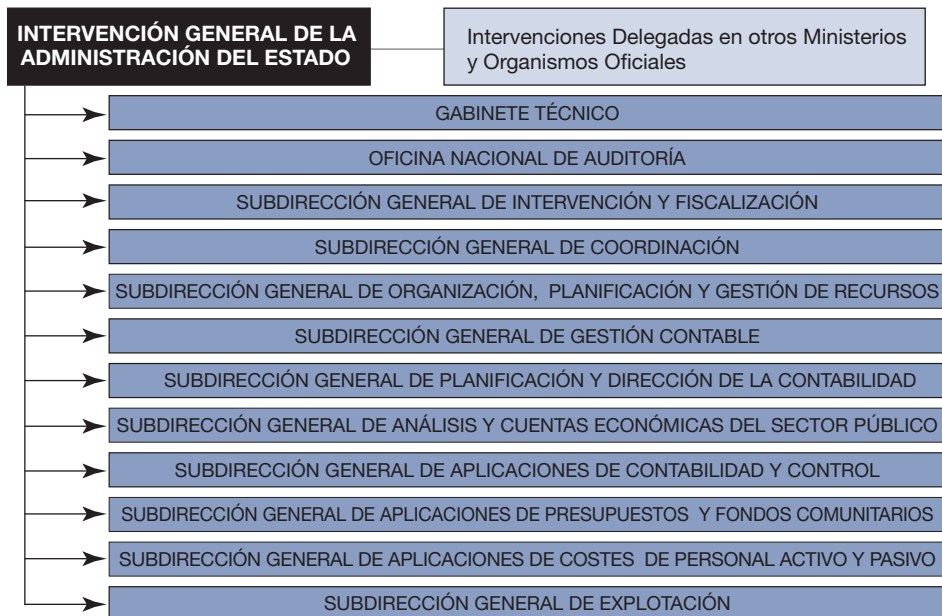 INTERVENCIÓN GENERAL DE LA
ADMINISTRACIÓN DEL ESTADO
Intervenciones Delegadas en otros Ministerios
y Organismos Oficiales
GABINETE TÉCNICO
OFICINA NACIONAL DE AUDITORÍA
SUBDIRECCIÓN GENERAL DE INTERVENCIÓN Y FISCALIZACIÓN
SUBDIRECCIÓN GENERAL DE COORDINACIÓN
SUBDIRECCIÓN GENERAL DE ORGANIZACIÓN, PLANIFICACIÓN Y GESTIÓN DE RECURSOS
SUBDIRECCIÓN GENERAL DE GESTIÓN CONTABLE
SUBDIRECCIÓN GENERAL DE PLANIFICACIÓN Y DIRECCIÓN DE LA CONTABILIDAD
SUBDIRECCIÓN GENERAL DE ANÁLISIS Y CUENTAS ECONÓMICAS DEL SECTOR PÚBLICO
SUBDIRECCIÓN GENERAL DE APLICACIONES DE CONTABILIDAD Y CONTROL
SUBDIRECCIÓN GENERAL DE APLICACIONES DE PRESUPUESTOS Y FONDOS COMUNITARIOS
SUBDIRECCIÓN GENERAL DE APLICACIONES DE COSTES DE PERSONAL ACTIVO Y PASIVO
SUBDIRECCIÓN GENERAL DE EXPLOTACIÓN